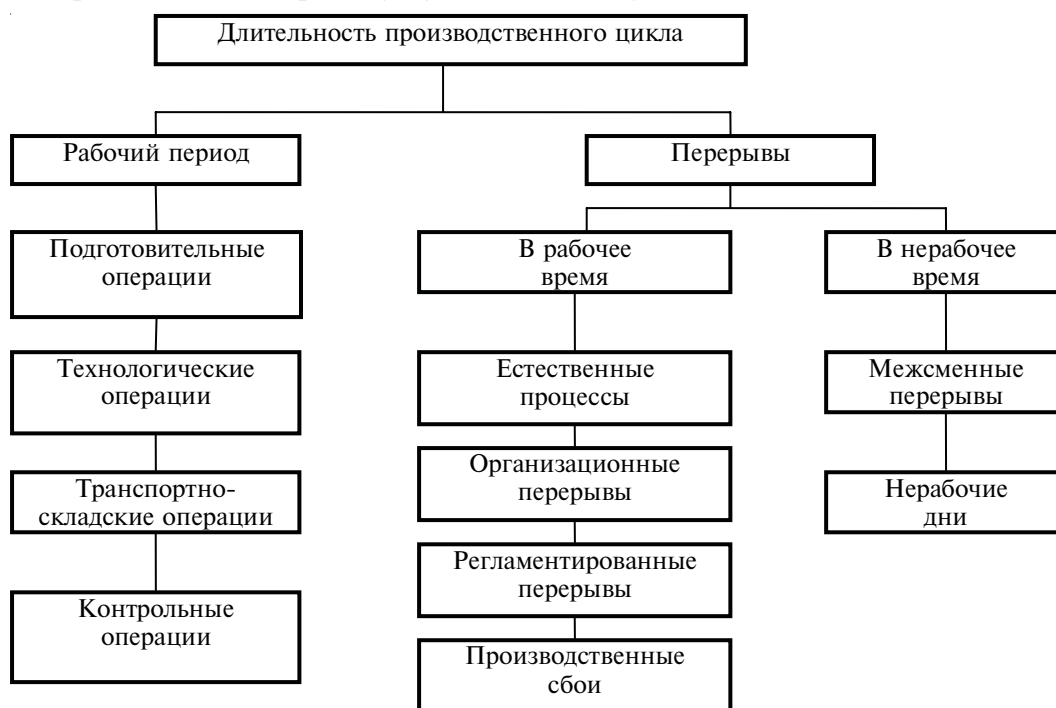 Длительность производственного цикла
Рабочий период
Перерывы
Подготовительные
операции
В рабочее
время
В нерабочее
время
Технологические
операции
Естественные
процессы
Межсменные
перерывы
Транспортно-
складские операции
Организационные
перерывы
Нерабочие
дни
Регламентированные
перерывы
Контрольные
операции
Производственные
сбои